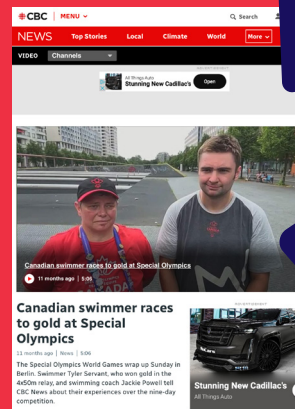 CBC MENU Search
NEWS Top Stories Local Climate World More
VIDEO Channels
ADVERTISEMENT
All Things Auto
Stunning New Cadillac's Open
Canadian swimmer races to gold at Special Olympics
11 months ago | 5:06
Canadian swimmer races
to gold at Special
Olympics
11 months ago | News | 5:06
The Special Olympics World Games wrap up Sunday in
Berlin. Swimmer Tyler Servant, who won gold in the
4x50m relay, and swimming coach Jackie Powell tell
CBC News about their experiences over the nine-day
competition.
ADVERTISEMENT
Stunning New Cadillac's
All Things Auto